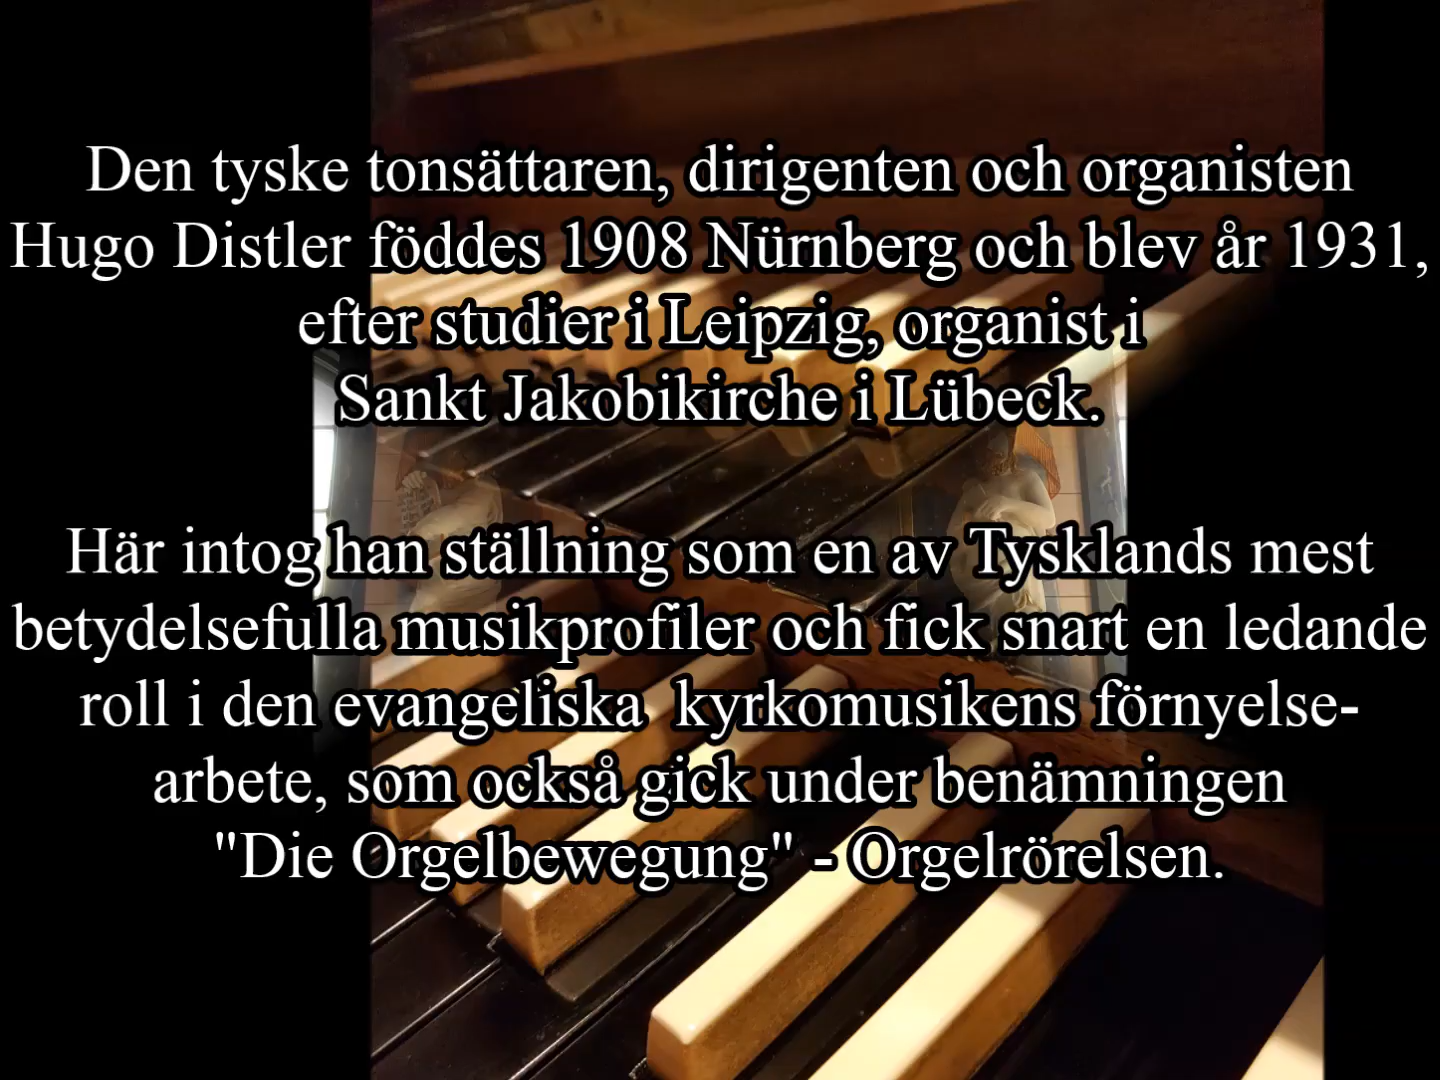 Den tyske tonsättaren, dirigenten och organisten
Hugo Distler föddes 1908 Nürnberg och blev år 1931,
efter studier i Leipzig, organist i
Sankt Jakobikirche i Lübeck.
Här intog han ställning som en av Tysklands mest
betydelsefulla musikprofiler och fick snart en ledande
roll i den evangeliska  kyrkomusikens förnyelse-
arbete, som också gick under benämningen
"Die Orgelbewegung" - Orgelrörelsen.